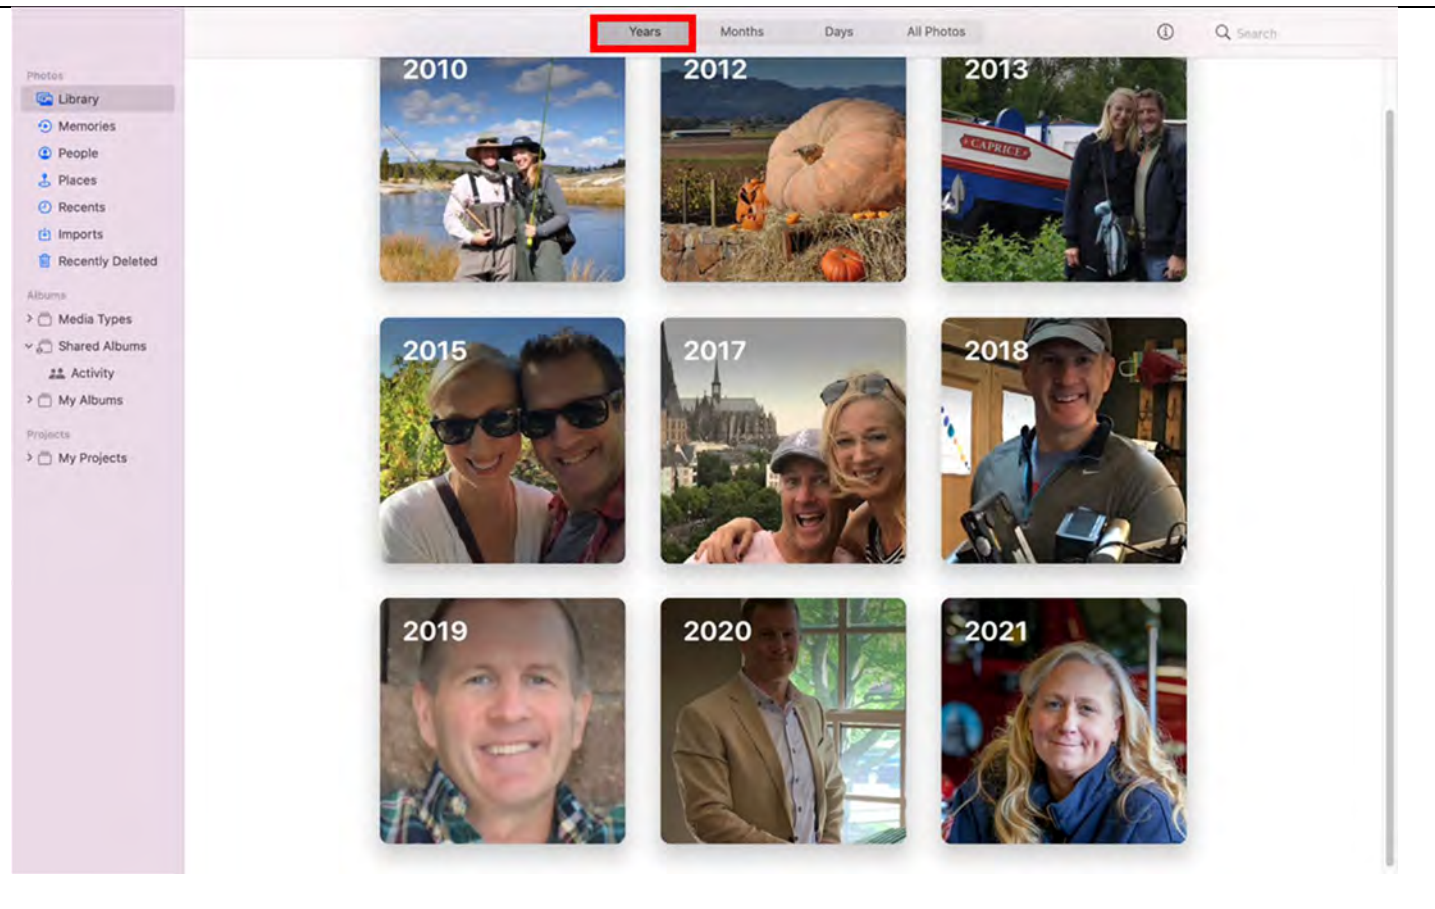 Years Months Days All Photos
Search
Photos
Library
Memories
People
Places
Recents
Imports
Recently Deleted
Albums
Media Types
Shared Albums
Activity
My Albums
Projects
My Projects
2010
2012
2013
CAPRICE
2015
2017
2018
2019
2020
2021